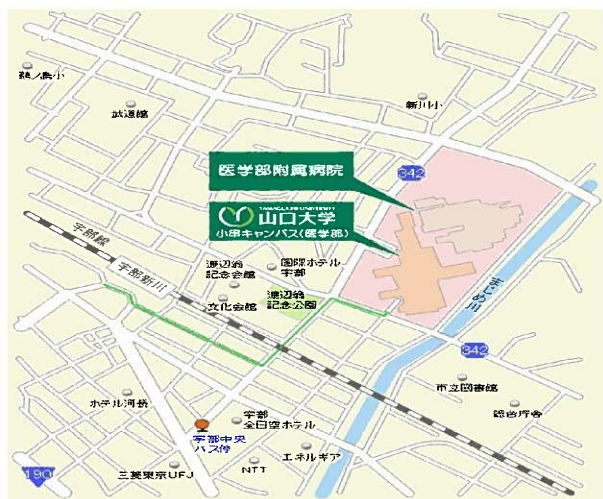 鵜ノ島小
武道館
新川小
342
医学部附属病院
YAMAGUCHI UNIVERSITY
山口大学
小串キャンパス(医学部)
宇部線
宇部新川
渡辺翁
記念会館
国際ホテル
宇部
文化会館
渡辺翁
記念公園
まじめ川
342
市立図書館
総合庁舎
ホテル河長
宇部中央
バス停
宇部
全日空ホテル
エネルギア
NTT
三菱東京UFJ
190